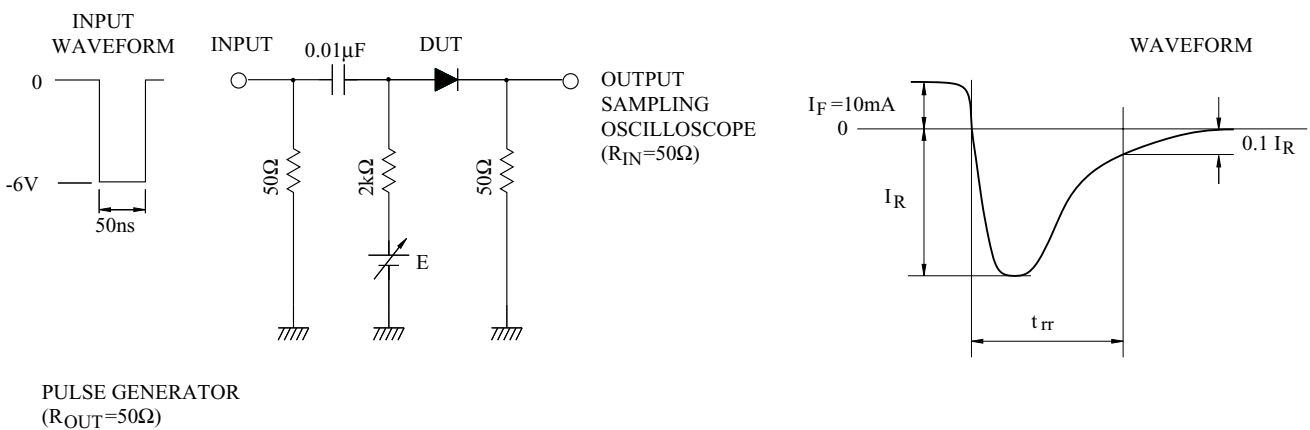 INPUT
WAVEFORM
0
-6V
50ns
INPUT
0.01μF
DUT
50Ω
2kΩ
E
50Ω
OUTPUT
SAMPLING
OSCILLOSCOPE
(RIN=50Ω)
PULSE GENERATOR
(ROUT=50Ω)
WAVEFORM
IF=10mA
0
IR
0.1 IR
trr